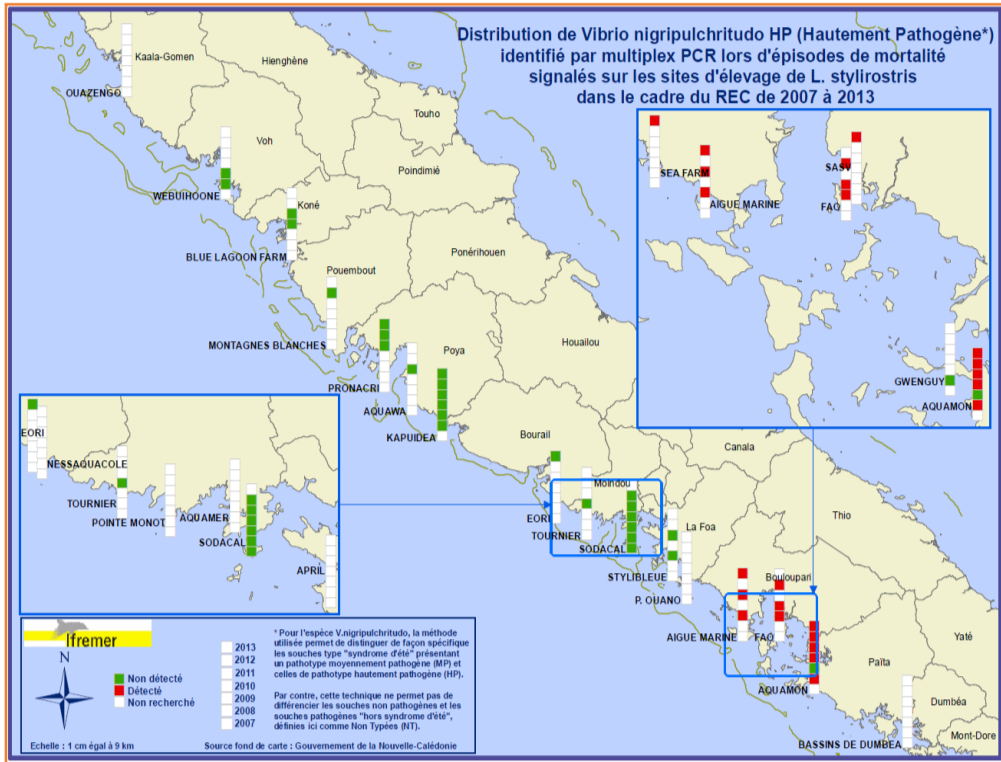 Distribution de Vibrio nigripulchritudo HP (Hautement Pathogène*)
identifié par multiplex PCR lors d'épisodes de mortalité
signalés sur les sites d'élevage de L. stylirostris
dans le cadre du REC de 2007 à 2013
Kaala-Gomen
Hienghène
OUAZENGO
Touho
Voh
Poindimié
WEBUIHOONE
Koné
BLUE LAGOON FARM
Ponérihouen
Pouembout
MONTAGNES BLANCHES
Houailou
Poya
PRONACRI
AQUAWA
KAPUIDEA
Bourail
Canala
SEA FARM
SASV
AIGUE MARINE
FAO
GWENGUY
AQUAMON
EORI
NESSAQUACOLE
TOURNIER
POINTE MONOT
AQUAMER
SODACAL
APRIL
Moindou
EORI
TOURNIER
SODACAL
La Foa
Thio
STYLIBLEUE
P. OUANO
Bouloupari
AIGUE MARINE
FAO
Yaté
Païta
AQUAMON
Dumbéa
Mont-Dore
BASSINS DE DUMBEA
Ifremer
N
Non détecté
Détecté
Non recherché
2013
2012
2011
2010
2009
2008
2007
* Pour l'espèce V.nigripulchritudo, la méthode
utilisée permet de distinguer de façon spécifique
les souches type "syndrome d'été" présentant
un pathotype moyennement pathogène (MP) et
celles de pathotype hautement pathogène (HP).
Par contre, cette technique ne permet pas de
différencier les souches non pathogènes et les
souches pathogènes "hors syndrome d'été",
définies ici comme Non Typées (NT).
Echelle : 1 cm égal à 9 km
Source fond de carte : Gouvernement de la Nouvelle-Calédonie